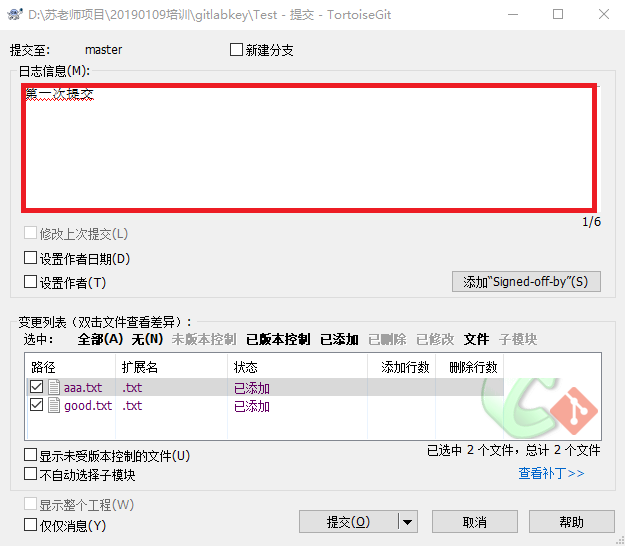 D:\苏老师项目\20190109培训\gitlabkey\Test - 提交 - TortoiseGit
提交至: master 新建分支
日志信息(M):
第一次提交
1/6
修改上次提交(L)
设置作者日期(D)
设置作者(T) 添加“Signed-off-by”(S)
变更列表（双击文件查看差异）:
选中: 全部(A) 无(N) 未版本控制 已版本控制 已添加 已删除 已修改 文件 子模块
路径 扩展名 状态 添加行数 删除行数
aaa.txt .txt 已添加
good.txt .txt 已添加
显示未受版本控制的文件(U) 已选中 2 个文件，总计 2 个文件
不自动选择子模块 查看补丁>>
显示整个工程(W)
仅仅消息(Y) 提交(O) 取消 帮助